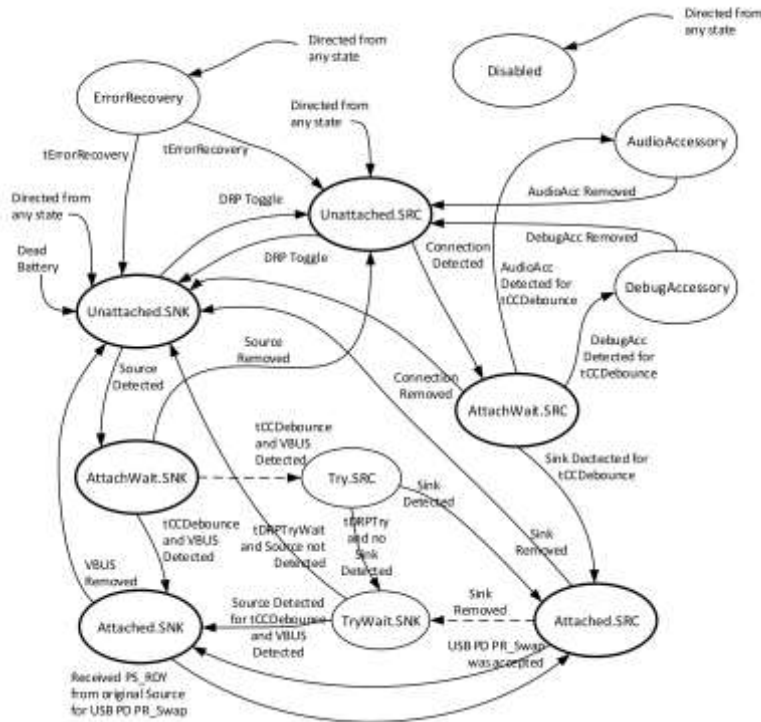 Directed from
any state
Directed from
any state
Disabled
ErrorRecovery
Directed from
any state
tErrorRecovery
tErrorRecovery
AudioAccessory
Directed from
any state
DRP Toggle
Unattached.SRC
AudioAcc Removed
Dead
Battery
DRP Toggle
Connection
Detected
DebugAcc Removed
AudioAcc
Detected for
tCCDebounce
DebugAccessory
Unattached.SNK
Source
Removed
DebugAcc
Detected for
tCCDebounce
Source
Detected
Connection
Removed
AttachWait.SRC
tCCDebounce
and VBUS
Detected
AttachWait.SNK
Try.SRC
Sink
Detected
Sink Dectected for
tCCDebounce
tCCDebounce
and VBUS
Detected
tDRPTryWait
and Source not
Detected
tDRPTry
and no
Sink
Detected
Sink
Removed
VBUS
Removed
Source Detected
for tCCDebounce
and VBUS
Detected
Sink
Removed
Attached.SNK
TryWait.SNK
Attached.SRC
USB PD PR_Swap
was accepted
Received PS_RDY
from original Source
for USB PD PR_Swap